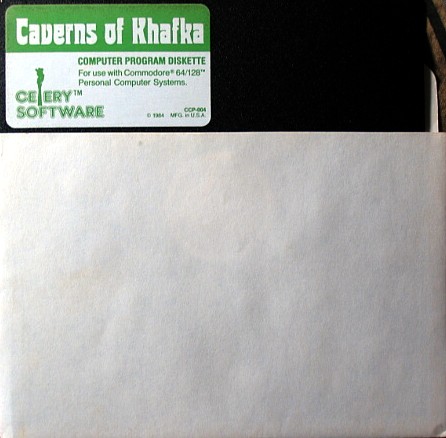 Caverns of Khafka
COMPUTER PROGRAM DISKETTE
For use with Commodore® 64/128™
Personal Computer Systems.
CELERY™
SOFTWARE
CCP-804
© 1984 MFG. in U.S.A.